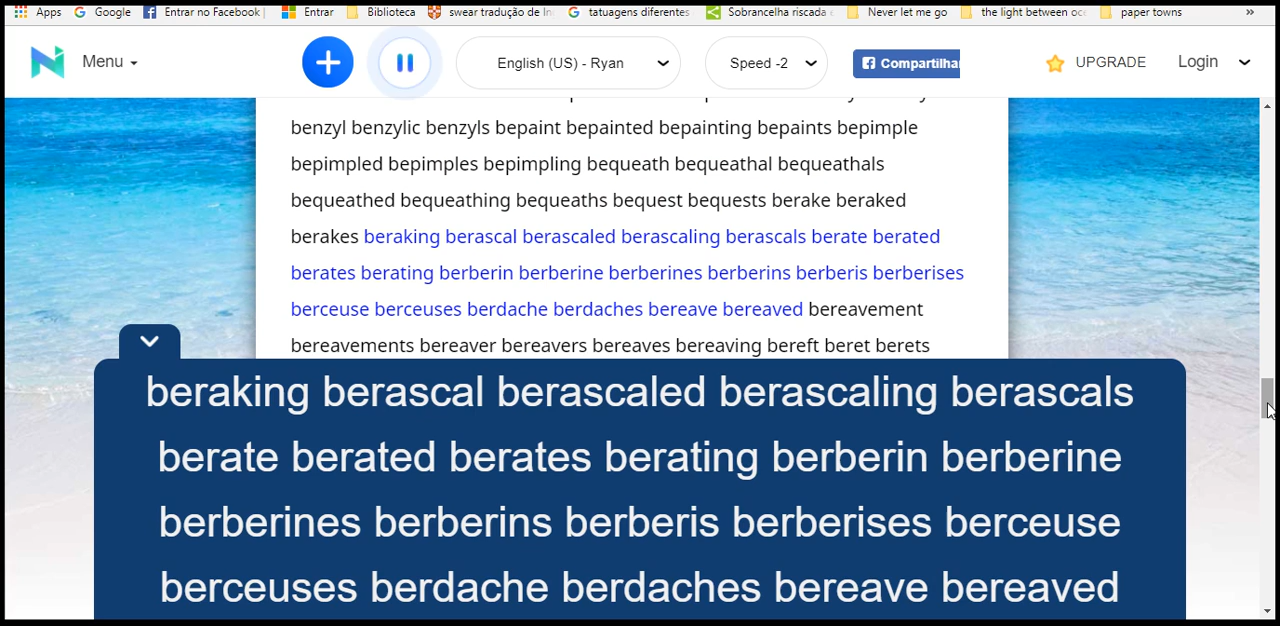 Apps Google Entrar no Facebook Entrar Biblioteca swear tradução de In tatuagens diferentes Sobrancelha riscada Never let me go the light between oce paper towns »
Menu English (US) - Ryan Speed -2 Compartilhar UPGRADE Login
benzyl benzylic benzyls bepaint bepainted bepainting bepaints bepimple
bepimpled bepimples bepimpling bequeath bequeathal bequeathals
bequeathed bequeathing bequeaths bequest bequests berake beraked
berakes beraking berascal berascaled berascaling berascals berate berated
berates berating berberin berberine berberines berberins berberis berberises
berceuse berceuses berdache berdaches bereave bereaved bereavement
bereavements bereaver bereavers bereaves bereaving bereft beret berets
beraking berascal berascaled berascaling berascals
berate berated berates berating berberin berberine
berberines berberins berberis berberises berceuse
berceuses berdache berdaches bereave bereaved